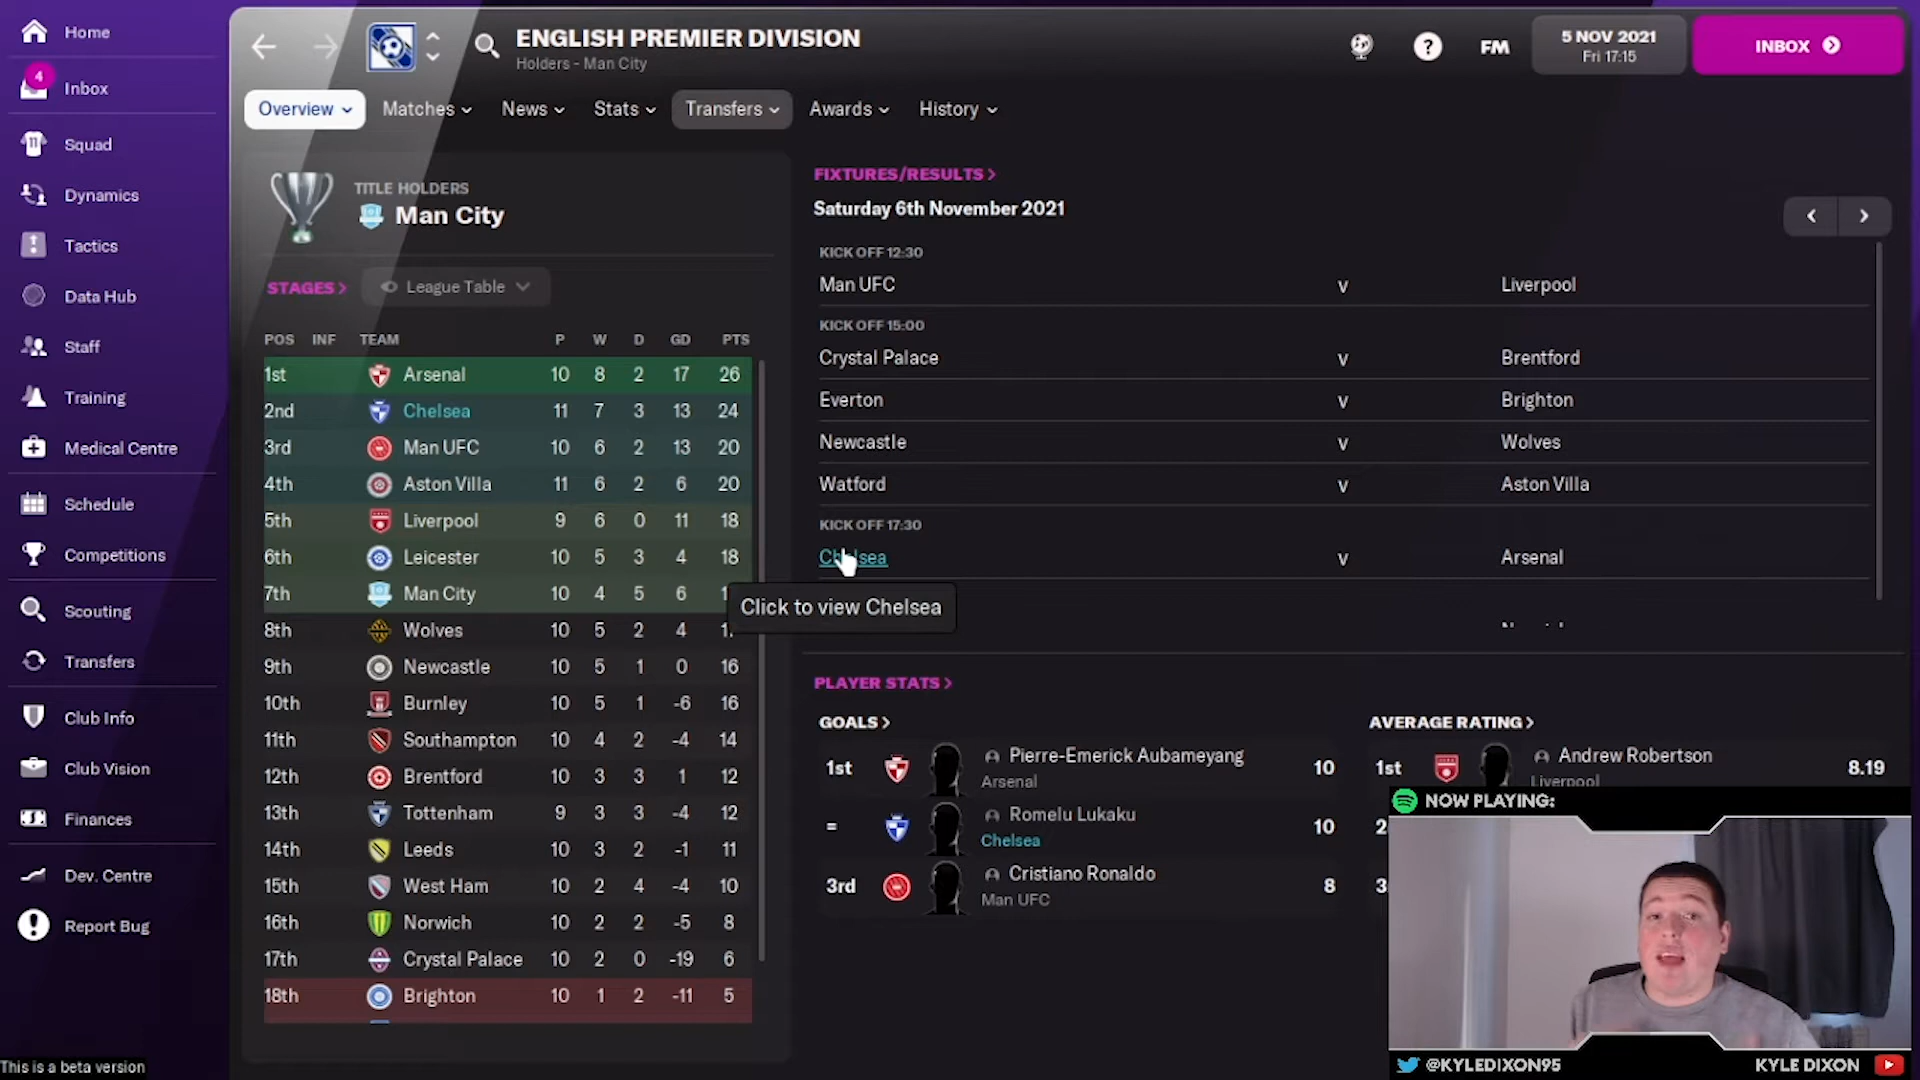 Home
4
Inbox
Squad
Dynamics
Tactics
Data Hub
Staff
Training
Medical Centre
Schedule
Competitions
Scouting
Transfers
Club Info
Club Vision
Finances
Dev. Centre
Report Bug
This is a beta version
ENGLISH PREMIER DIVISION
Holders - Man City
?
FM
5 NOV 2021
Fri 17:15
INBOX
Overview
Matches
News
Stats
Transfers
Awards
History
TITLE HOLDERS
Man City
STAGES >
League Table
POS INF TEAM P W D GD PTS
1st Arsenal 10 8 2 17 26
2nd Chelsea 11 7 3 13 24
3rd Man UFC 10 6 2 13 20
4th Aston Villa 11 6 2 6 20
5th Liverpool 9 6 0 11 18
6th Leicester 10 5 3 4 18
7th Man City 10 4 5 6
8th Wolves 10 5 2 4
9th Newcastle 10 5 1 0 16
10th Burnley 10 5 1 -6 16
11th Southampton 10 4 2 -4 14
12th Brentford 10 3 3 1 12
13th Tottenham 9 3 3 -4 12
14th Leeds 10 3 2 -1 11
15th West Ham 10 2 4 -4 10
16th Norwich 10 2 2 -5 8
17th Crystal Palace 10 2 0 -19 6
18th Brighton 10 1 2 -11 5
FIXTURES/RESULTS >
Saturday 6th November 2021
KICK OFF 12:30
Man UFC v Liverpool
KICK OFF 15:00
Crystal Palace v Brentford
Everton v Brighton
Newcastle v Wolves
Watford v Aston Villa
KICK OFF 17:30
Chelsea v Arsenal
Click to view Chelsea
PLAYER STATS >
GOALS >
1st Pierre-Emerick Aubameyang 10
Arsenal
= Romelu Lukaku 10
Chelsea
3rd Cristiano Ronaldo 8
Man UFC
AVERAGE RATING >
1st Andrew Robertson 8.19
Liverpool
NOW PLAYING:
@KYLEDIXON95
KYLE DIXON